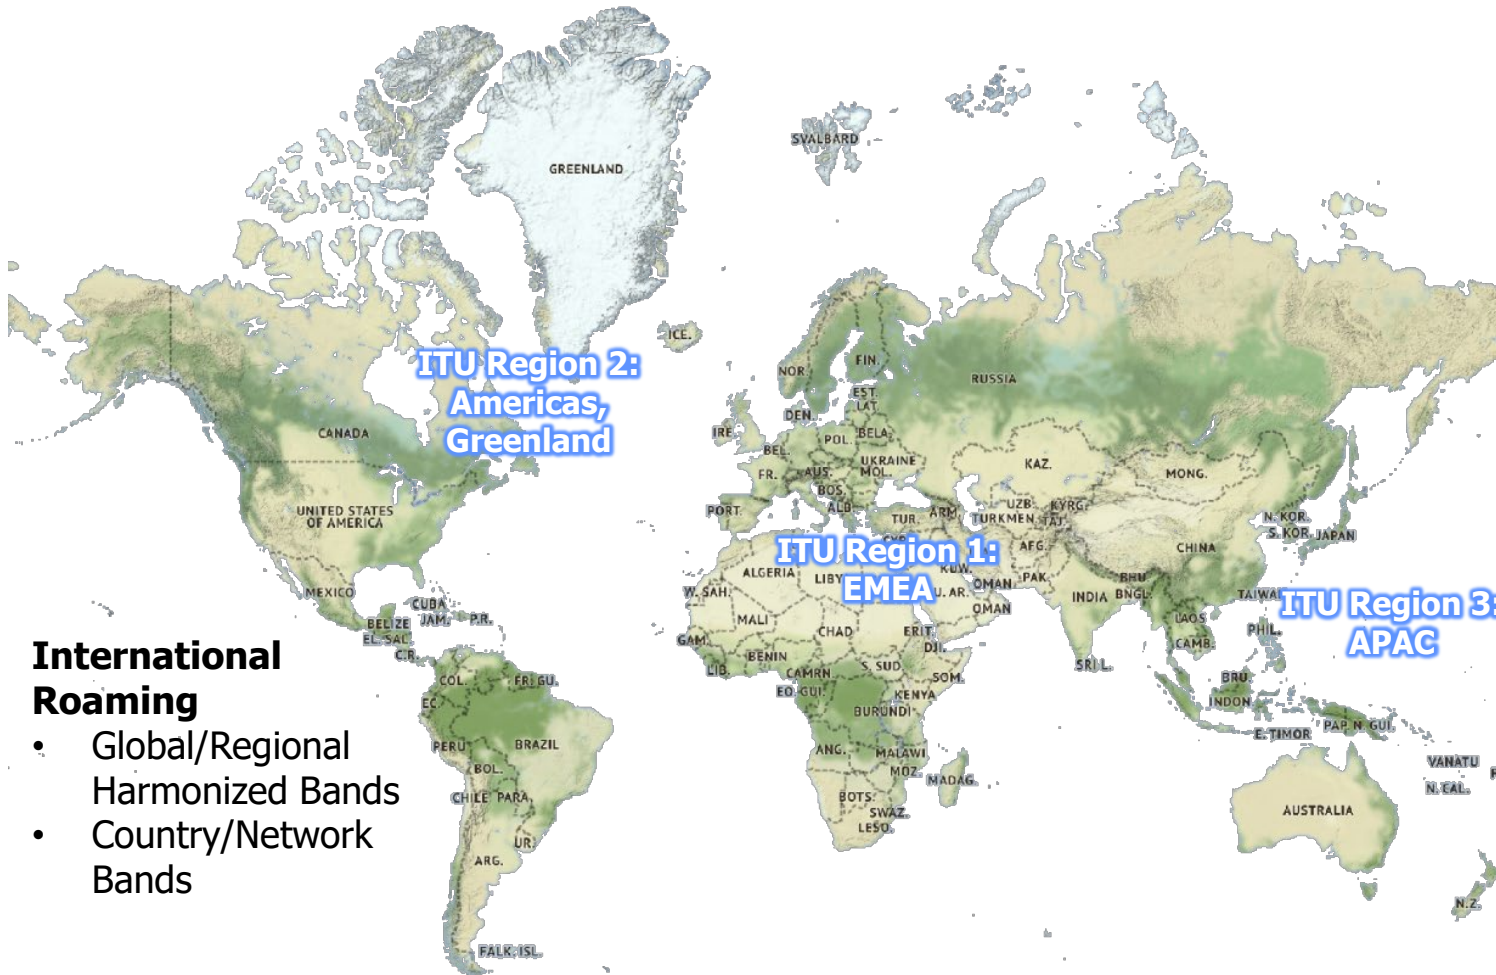 SVALBARD
GREENLAND
ICE.
NOR.
FIN.
RUSSIA
EST.
LAT.
DEN.
IRE.
BELA.
POL.
BEL.
UKRAINE
MOL.
FR.
AUS.
BOS.
ALB.
PORT.
KAZ.
MONG.
UZB.
KYRG.
TUR.
ARM.
TURKMEN.
TAJ.
N. KOR.
S. KOR.
JAPAN
CHINA
AFG.
PAK.
BHU.
BNGL.
INDIA
TAIWAN
OMAN
OMAN
KUW.
U. AR.
ITU Region 2:
Americas,
Greenland
CANADA
UNITED STATES
OF AMERICA
MEXICO
CUBA
JAM.
P.R.
BELIZE
EL. SAL.
C.R.
ITU Region 1:
EMEA
ALGERIA
LIBY
W. SAH.
MALI
CHAD
ERIT.
DJI.
GAM.
BENIN
LIB.
CAMRN.
S. SUD.
SOM.
EQ. GUI.
KENYA
BURUNDI
ANG.
MALAWI
MOZ.
MADAG.
BOTS.
SWAZ.
LESO.
ITU Region 3:
APAC
LAOS
CAMB.
PHIL.
SRI L.
BRU.
INDON.
E. TIMOR
PAP. N. GUI.
VANATU
N. CAL.
AUSTRALIA
N.Z.
COL.
FR. GU.
EC.
PERU
BRAZIL
BOL.
CHILE
PARA.
UR.
ARG.
FALK. ISL.
International
Roaming
• Global/Regional
Harmonized Bands
• Country/Network
Bands